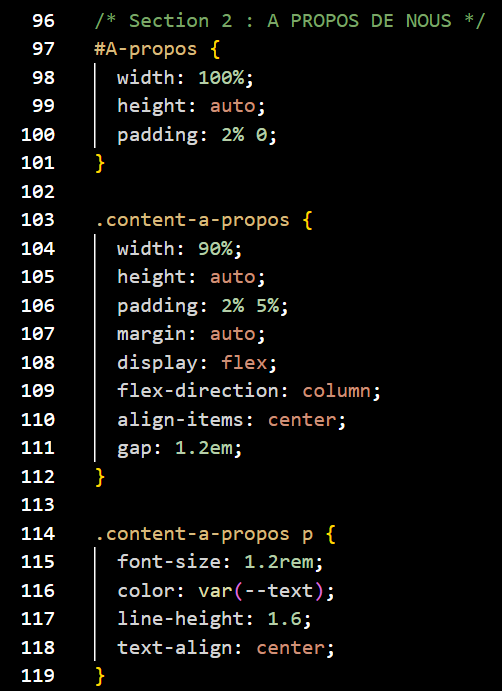 96 /* Section 2 : A PROPOS DE NOUS */
97 #A-propos {
98   width: 100%;
99   height: auto;
100   padding: 2% 0;
101 }
102
103 .content-a-propos {
104   width: 90%;
105   height: auto;
106   padding: 2% 5%;
107   margin: auto;
108   display: flex;
109   flex-direction: column;
110   align-items: center;
111   gap: 1.2em;
112 }
113
114 .content-a-propos p {
115   font-size: 1.2rem;
116   color: var(--text);
117   line-height: 1.6;
118   text-align: center;
119 }